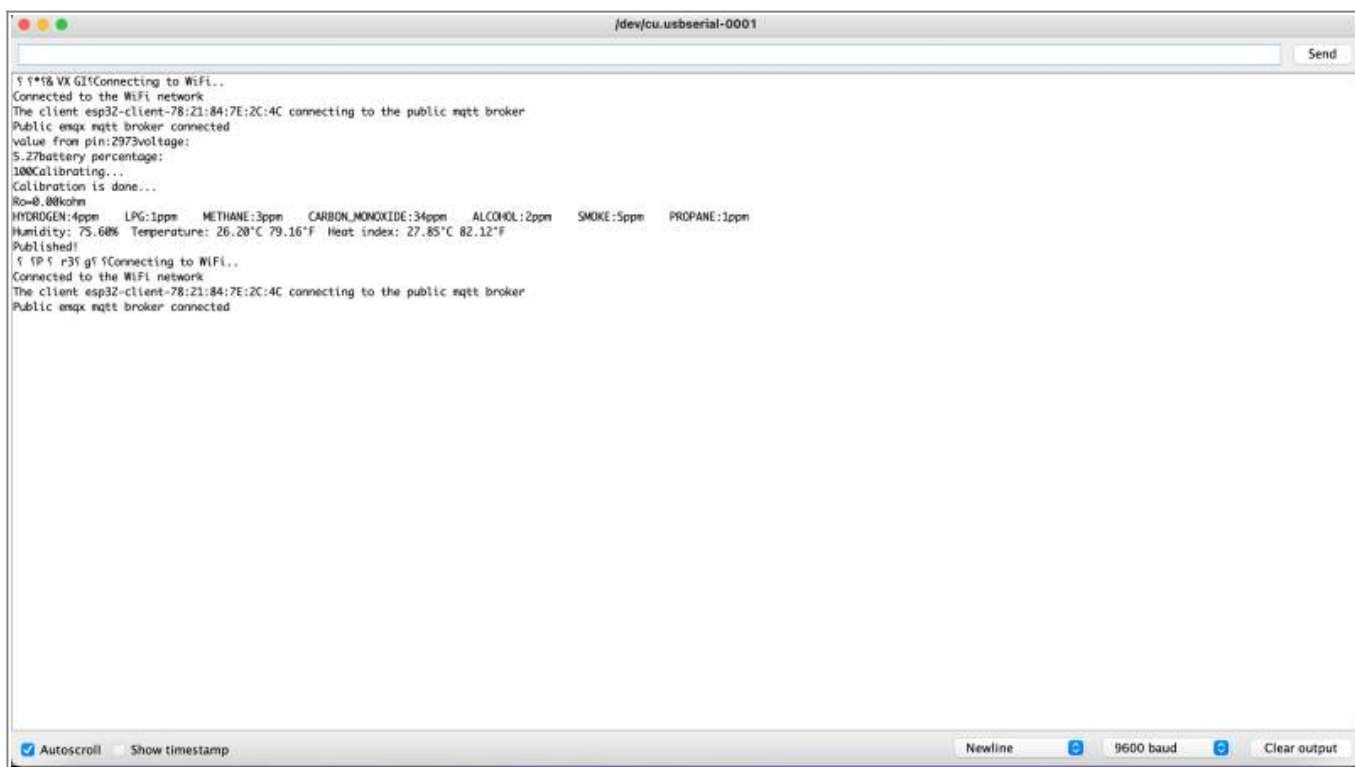 /dev/cu.usbserial-0001
Send
⸮ ⸮*⸮& VX GI⸮Connecting to WiFi..
Connected to the WiFi network
The client esp32-client-78:21:84:7E:2C:4C connecting to the public mqtt broker
Public emqx mqtt broker connected
value from pin:2973voltage:
5.27battery percentage:
100Calibrating...
Calibration is done...
Ro=0.00kohm
HYDROGEN:4ppm LPG:1ppm METHANE:3ppm CARBON_MONOXIDE:34ppm ALCOHOL:2ppm SMOKE:5ppm PROPANE:1ppm
Humidity: 75.60% Temperature: 26.20°C 79.16°F Heat index: 27.85°C 82.12°F
Published!
⸮ ⸮P ⸮ r3⸮ g⸮ ⸮Connecting to WiFi..
Connected to the WiFi network
The client esp32-client-78:21:84:7E:2C:4C connecting to the public mqtt broker
Public emqx mqtt broker connected
Autoscroll Show timestamp Newline 9600 baud Clear output